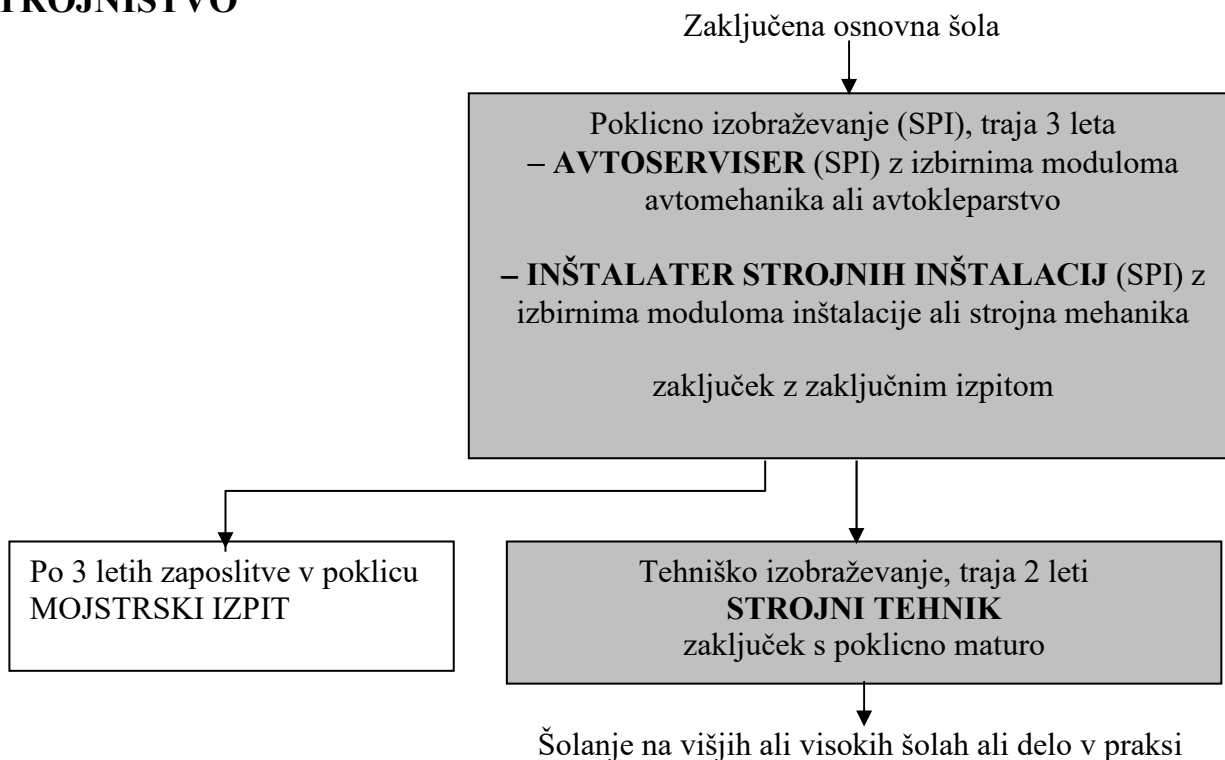 TROJNIŠTVO
Zaključena osnovna šola
Poklicno izobraževanje (SPI), traja 3 leta
– AVTOSERVISER (SPI) z izbirnima moduloma
avtomehanika ali avtokleparstvo
– INŠTALATER STROJNIH INŠTALACIJ (SPI) z
izbirnima moduloma inštalacije ali strojna mehanika
zaključek z zaključnim izpitom
Po 3 letih zaposlitve v poklicu
MOJSTRSKI IZPIT
Tehniško izobraževanje, traja 2 leti
STROJNI TEHNIK
zaključek s poklicno maturo
Šolanje na višjih ali visokih šolah ali delo v praksi